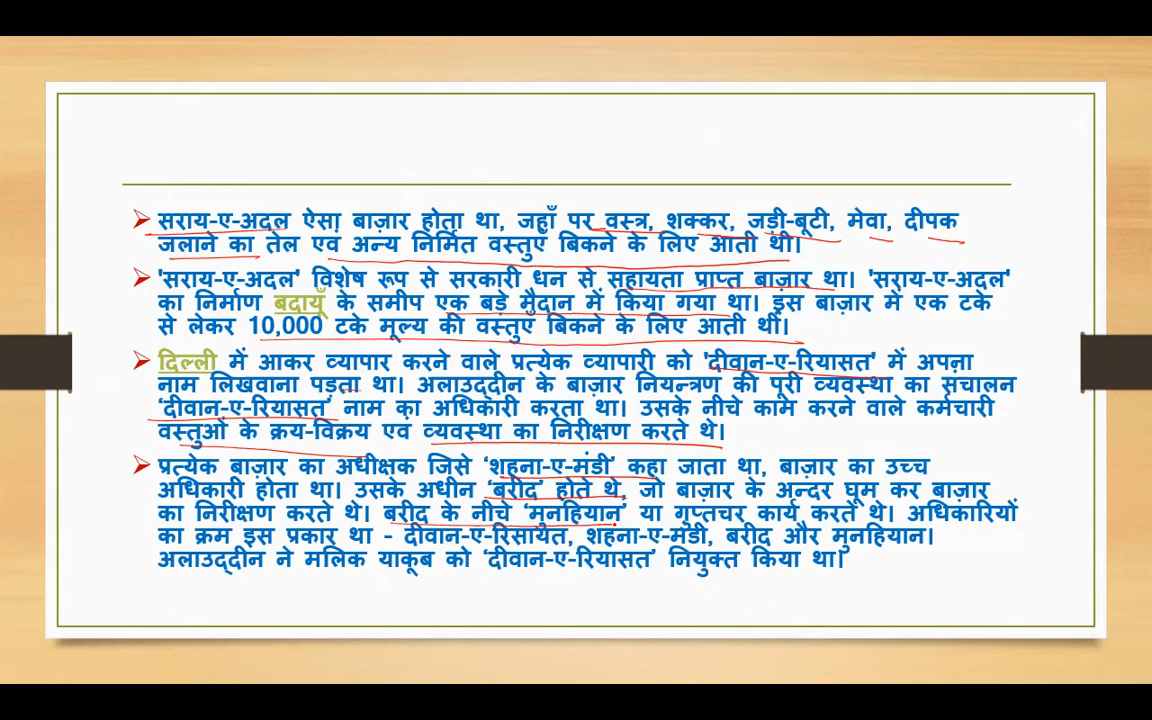 सराय-ए-अदल ऐसा बाज़ार होता था, जहाँ पर वस्त्र, शक्कर, जड़ी-बूटी, मेवा, दीपक
जलाने का तेल एवं अन्य निर्मित वस्तुएँ बिकने के लिए आती थी।
'सराय-ए-अदल' विशेष रूप से सरकारी धन से सहायता प्राप्त बाज़ार था। 'सराय-ए-अदल'
का निर्माण बदायूँ के समीप एक बड़े मैदान में किया गया था। इस बाज़ार में एक टके
से लेकर 10,000 टके मूल्य की वस्तुएँ बिकने के लिए आती थीं।
दिल्ली में आकर व्यापार करने वाले प्रत्येक व्यापारी को 'दीवान-ए-रियासत' में अपना
नाम लिखवाना पड़ता था। अलाउद्दीन के बाज़ार नियन्त्रण की पूरी व्यवस्था का संचालन
‘दीवान-ए-रियासत’ नाम का अधिकारी करता था। उसके नीचे काम करने वाले कर्मचारी
वस्तुओं के क्रय-विक्रय एवं व्यवस्था का निरीक्षण करते थे।
प्रत्येक बाज़ार का अधीक्षक जिसे ‘शहना-ए-मंडी’ कहा जाता था, बाज़ार का उच्च
अधिकारी होता था। उसके अधीन ‘बरीद’ होते थे, जो बाज़ार के अन्दर घूम कर बाज़ार
का निरीक्षण करते थे। बरीद के नीचे ‘मुनहियान’ या गुप्तचर कार्य करते थे। अधिकारियों
का क्रम इस प्रकार था - दीवान-ए-रिसायत, शहना-ए-मंडी, बरीद और मुनहियान।
अलाउद्दीन ने मलिक याकूब को ‘दीवान-ए-रियासत’ नियुक्त किया था।